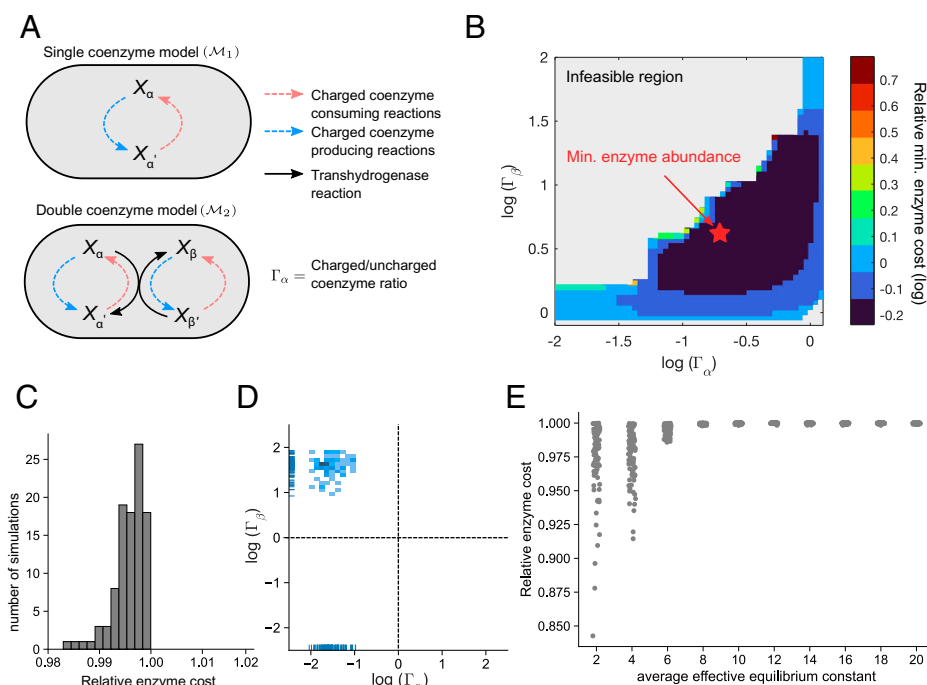 A
Single coenzyme model (ℳ₁)
Xα
Xα'
Charged coenzyme
consuming reactions
Charged coenzyme
producing reactions
Transhydrogenase
reaction
Double coenzyme model (ℳ₂)
Xα
Xβ
Xα'
Xβ'
Γα = Charged/uncharged
coenzyme ratio
B
Infeasible region
Min. enzyme abundance
log (Γβ)
2
1.5
1
0.5
0
-2
-1.5
-1
-0.5
0
log (Γα)
0.7
0.6
0.5
0.4
0.3
0.2
0.1
0
-0.1
-0.2
Relative min. enzyme cost (log)
C
number of simulations
25
20
15
10
5
0
0.98
0.99
1.00
1.01
1.02
Relative enzyme cost
D
log (Γβ)
2
1
0
−1
−2
−2
−1
0
1
2
E
Relative enzyme cost
1.000
0.975
0.950
0.925
0.900
0.875
0.850
2 4 6 8 10 12 14 16 18 20
average effective equilibrium constant